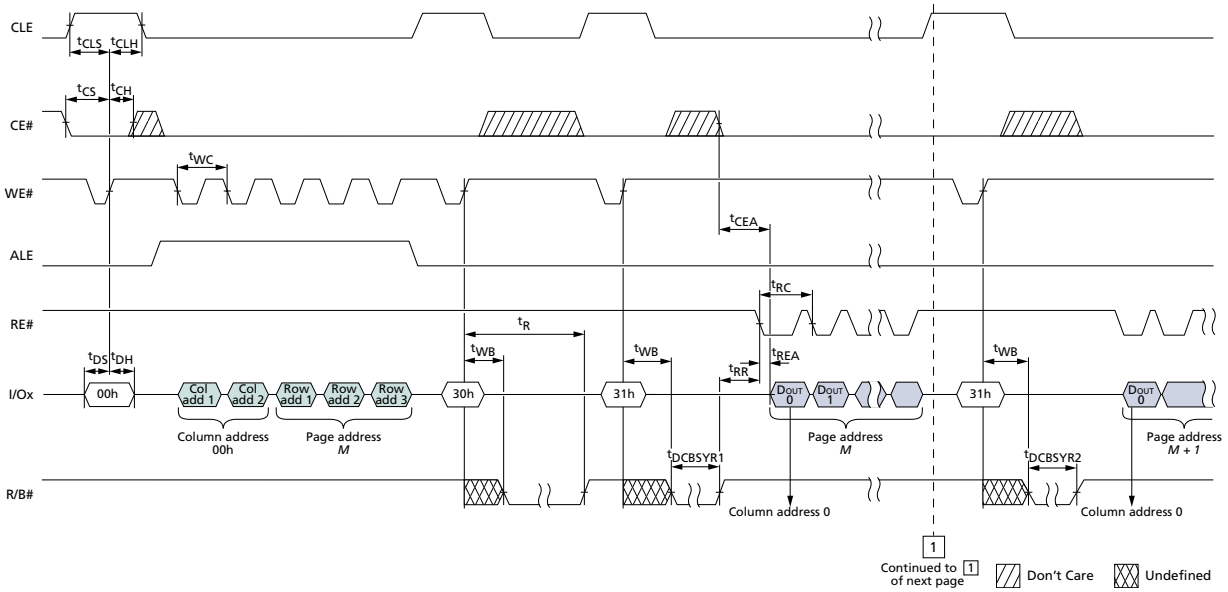 CLE
tCLS tCLH
tCS tCH
CE#
tWC
WE#
tCEA
ALE
tRC
RE#
tR
tWB
tWB
tREA
tWB
tDS tDH
tRR
I/Ox
00h
Col add 1
Col add 2
Row add 1
Row add 2
Row add 3
30h
31h
DOUT 0
DOUT 1
31h
DOUT 0
Column address 00h
Page address M
Page address M
Page address M + 1
tDCBSYR1
tDCBSYR2
R/B#
Column address 0
Column address 0
1
Continued to 1 of next page
Don't Care
Undefined